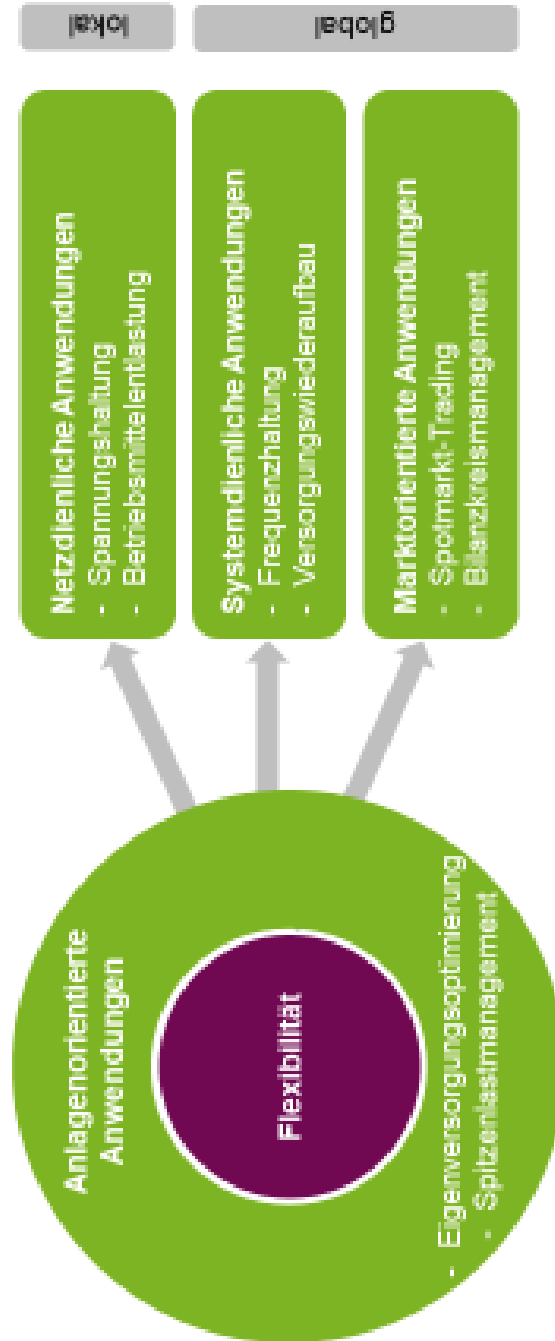 Anlagenorientierte
Anwendungen
Flexibilität
- Eigenversorgungsoptimierung
- Spitzenlastmanagement
Netzdienliche Anwendungen
- Spannungshaltung
- Betriebsmittelentlastung
Systemdienliche Anwendungen
- Frequenzhaltung
- Versorgungswiederaufbau
Marktorientierte Anwendungen
- Spotmarkt-Trading
- Bilanzkreismanagement
lokal
global